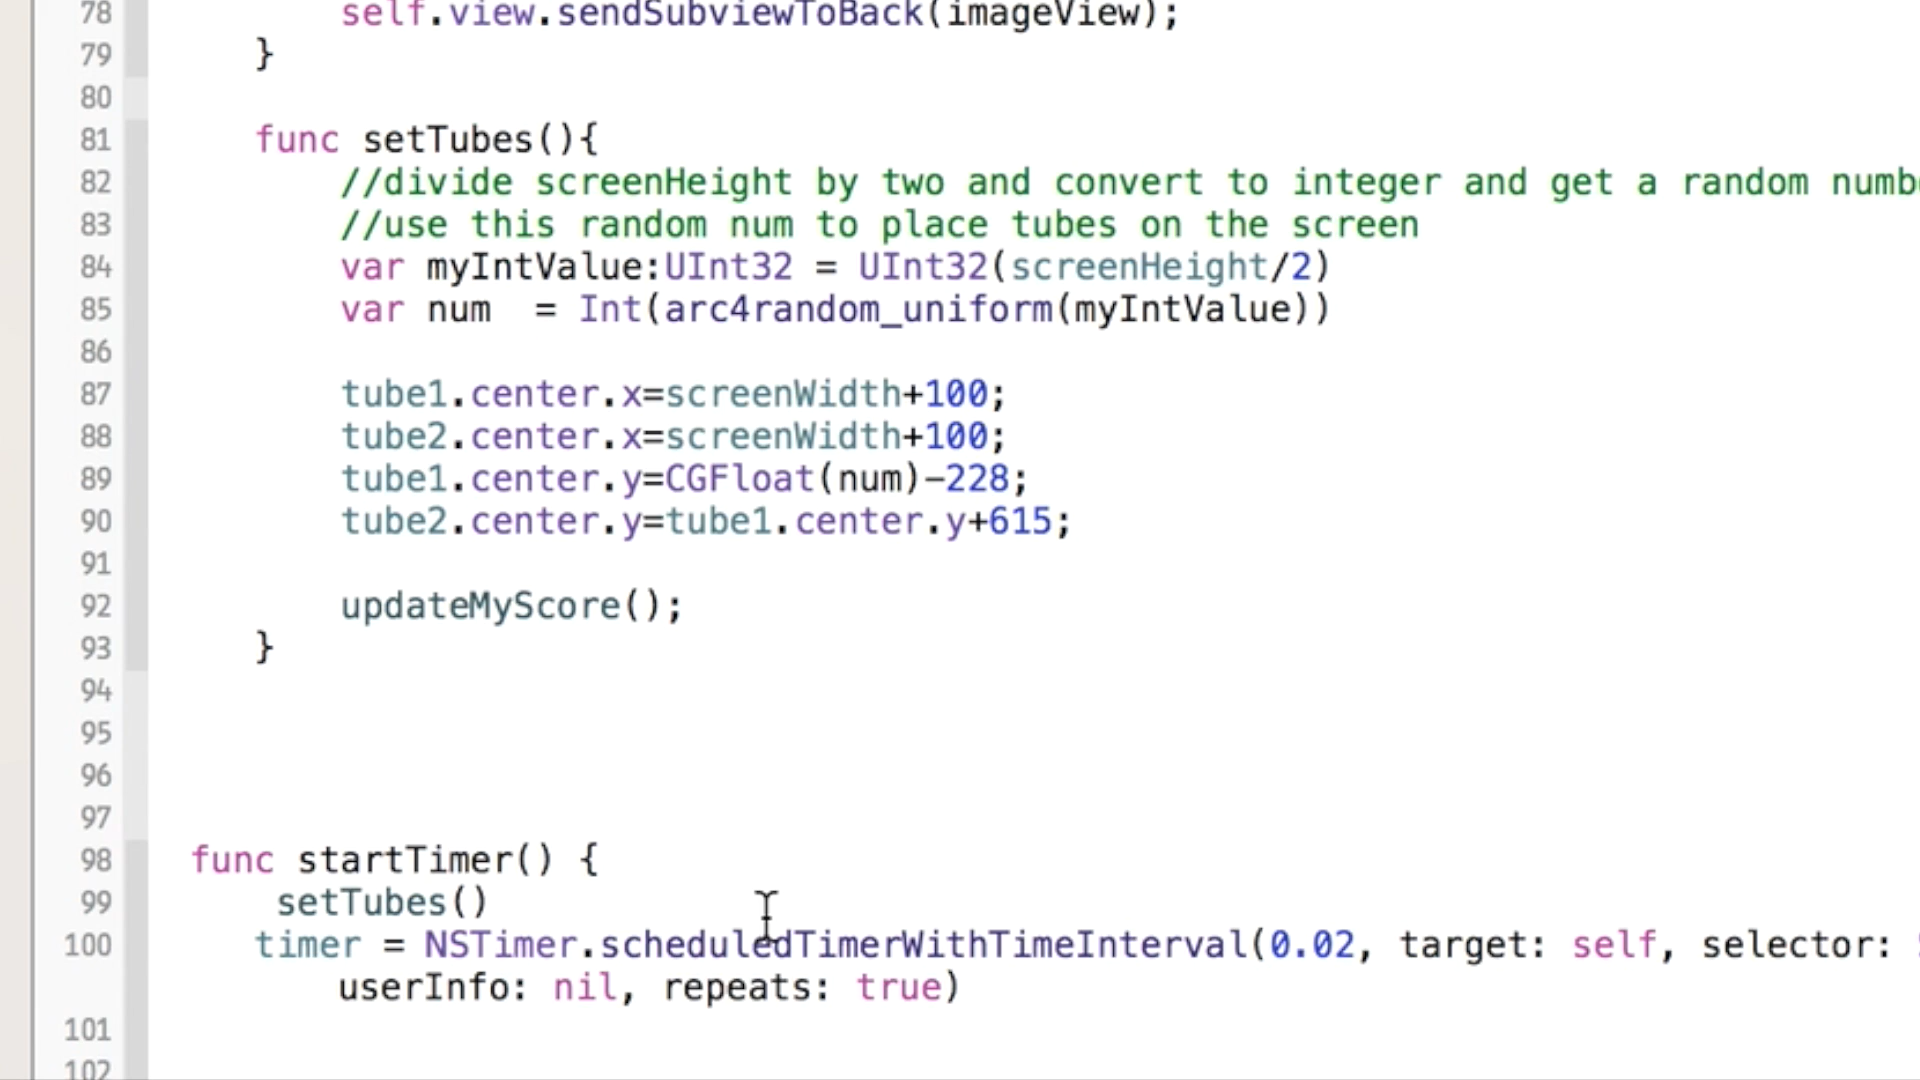 78 self.view.sendSubviewToBack(imageView);
79 }
80
81 func setTubes(){
82 //divide screenHeight by two and convert to integer and get a random
83 //use this random num to place tubes on the screen
84 var myIntValue:UInt32 = UInt32(screenHeight/2)
85 var num  = Int(arc4random_uniform(myIntValue))
86
87 tube1.center.x=screenWidth+100;
88 tube2.center.x=screenWidth+100;
89 tube1.center.y=CGFloat(num)-228;
90 tube2.center.y=tube1.center.y+615;
91
92 updateMyScore();
93 }
94
95
96
97
98 func startTimer() {
99 setTubes()
100 timer = NSTimer.scheduledTimerWithTimeInterval(0.02, target: self, selector:
userInfo: nil, repeats: true)
101
102